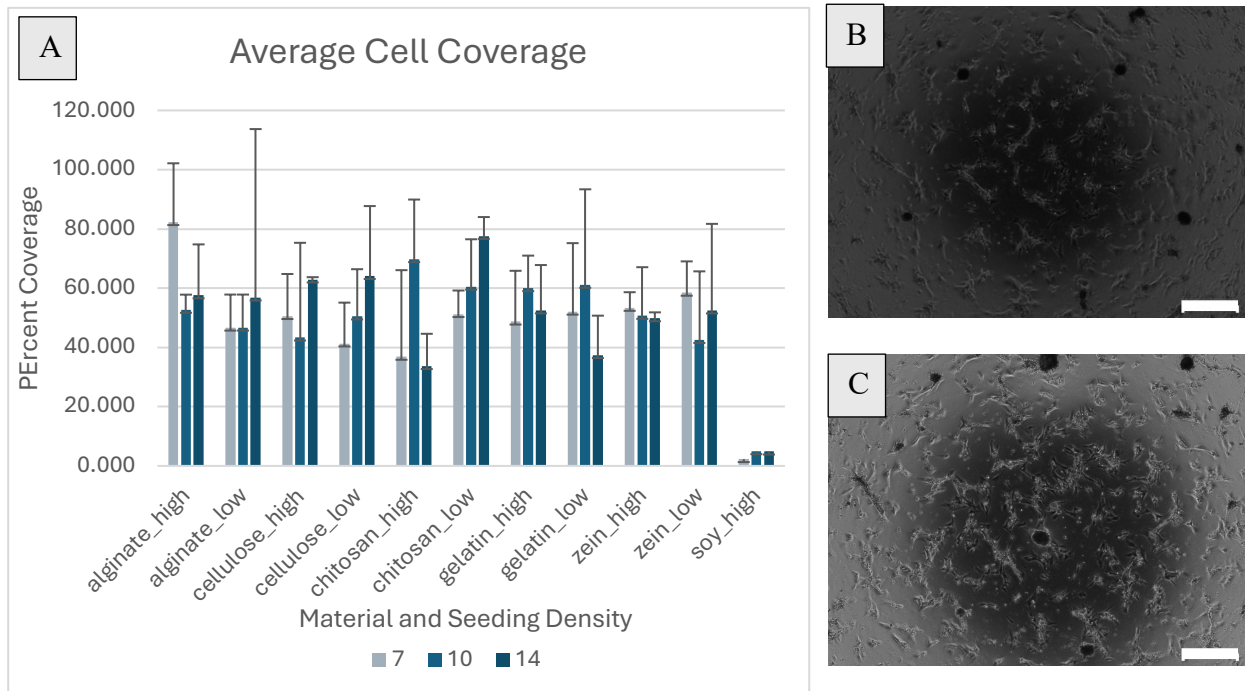 A
Average Cell Coverage
120.000
100.000
80.000
60.000
40.000
20.000
0.000
PErcent Coverage
alginate_high
alginate_low
cellulose_high
cellulose_low
chitosan_high
chitosan_low
gelatin_high
gelatin_low
zein_high
zein_low
soy_high
Material and Seeding Density
7 10 14
B
C